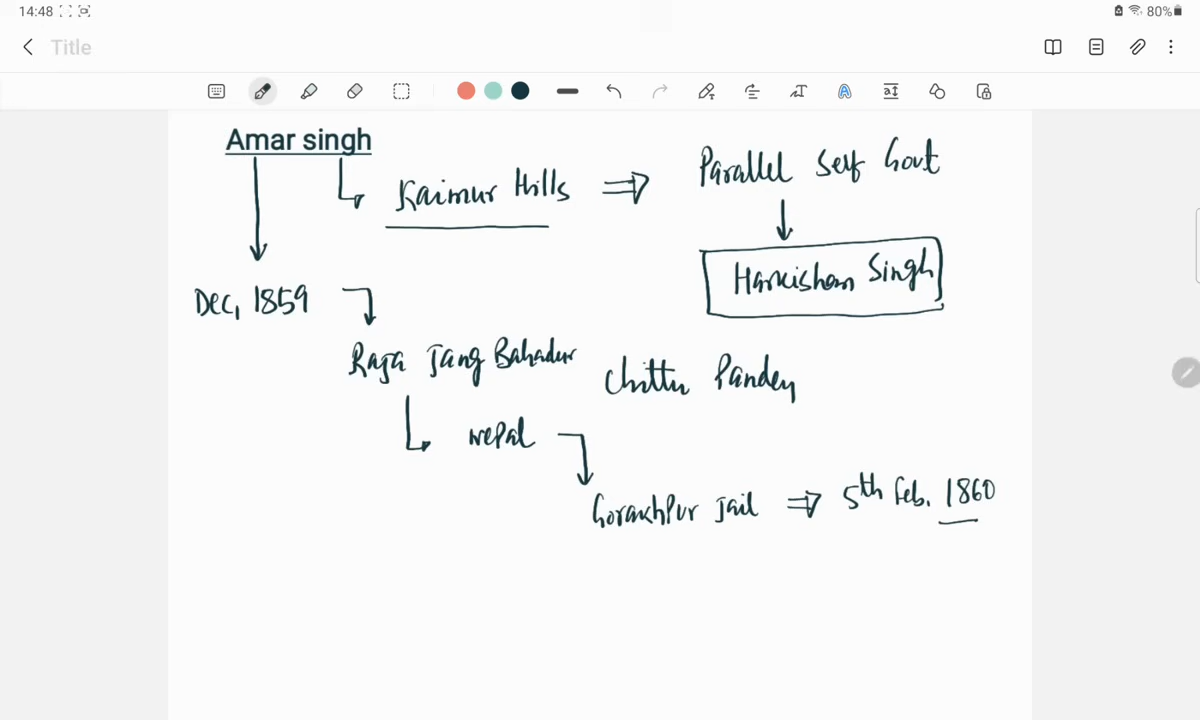 14:48
80%
Title
Amar singh
Kaimur Hills ⇒ Parallel Self Govt
Harkishan Singh
Dec, 1859
Raja Jang Bahadur
Chittu Pandey
Nepal
Gorakhpur Jail ⇒ 5th Feb. 1860